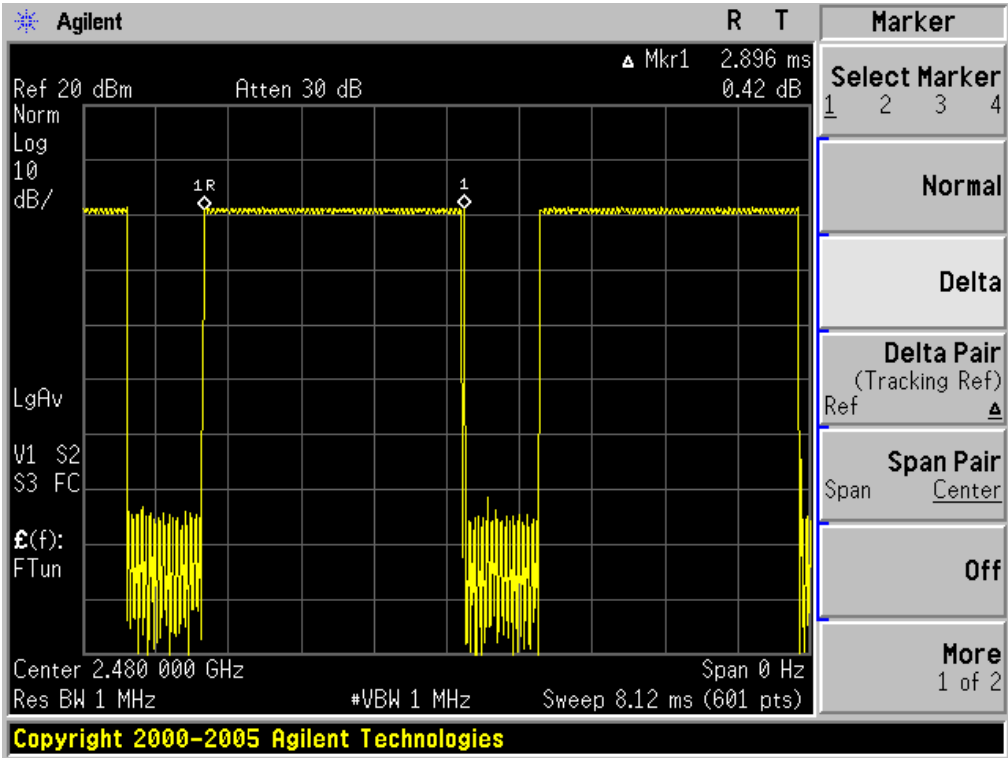 Agilent R T
Δ Mkr1 2.896 ms
Ref 20 dBm Atten 30 dB 0.42 dB
Norm
Log
10
dB/
1R 1
LgAv
V1 S2
S3 FC
£(f):
FTun
Center 2.480 000 GHz Span 0 Hz
Res BW 1 MHz #VBW 1 MHz Sweep 8.12 ms (601 pts)
Copyright 2000-2005 Agilent Technologies
Marker
Select Marker
1 2 3 4
Normal
Delta
Delta Pair
(Tracking Ref)
Ref Δ
Span Pair
Span Center
Off
More
1 of 2